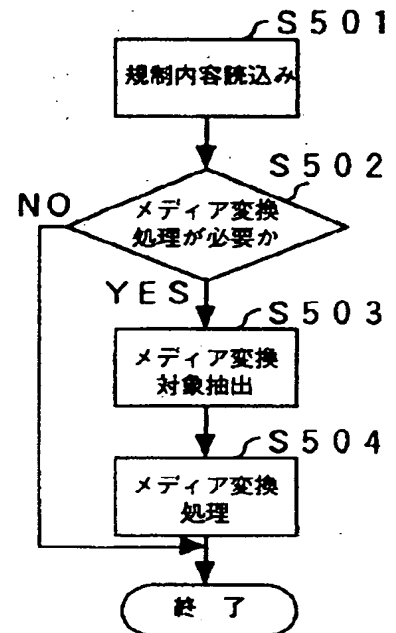 S501
規制内容読込み
S502
NO
メディア変換
処理が必要か
YES
S503
メディア変換
対象抽出
S504
メディア変換
処理
終了